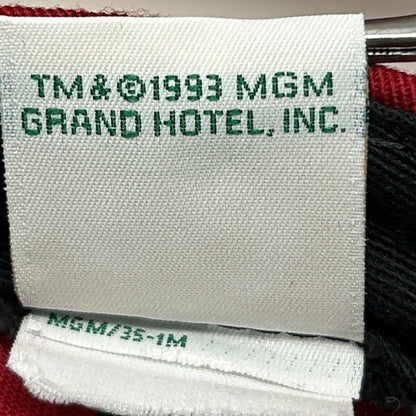 TM & ©1993 MGM
GRAND HOTEL, INC.
MGM/35-1M